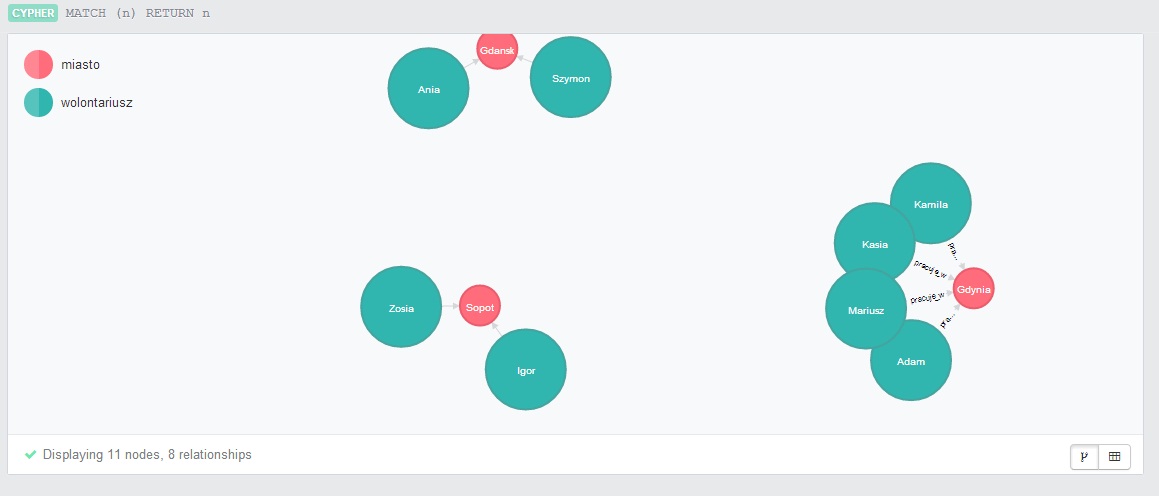 CYPHER MATCH (n) RETURN n
miasto
wolontariusz
Gdansk
Ania
Szymon
Kamila
Kasia
pra...
pracuje_w
Gdynia
Zosia
Sopot
Mariusz
pracuje_w
pra...
Igor
Adam
Displaying 11 nodes, 8 relationships